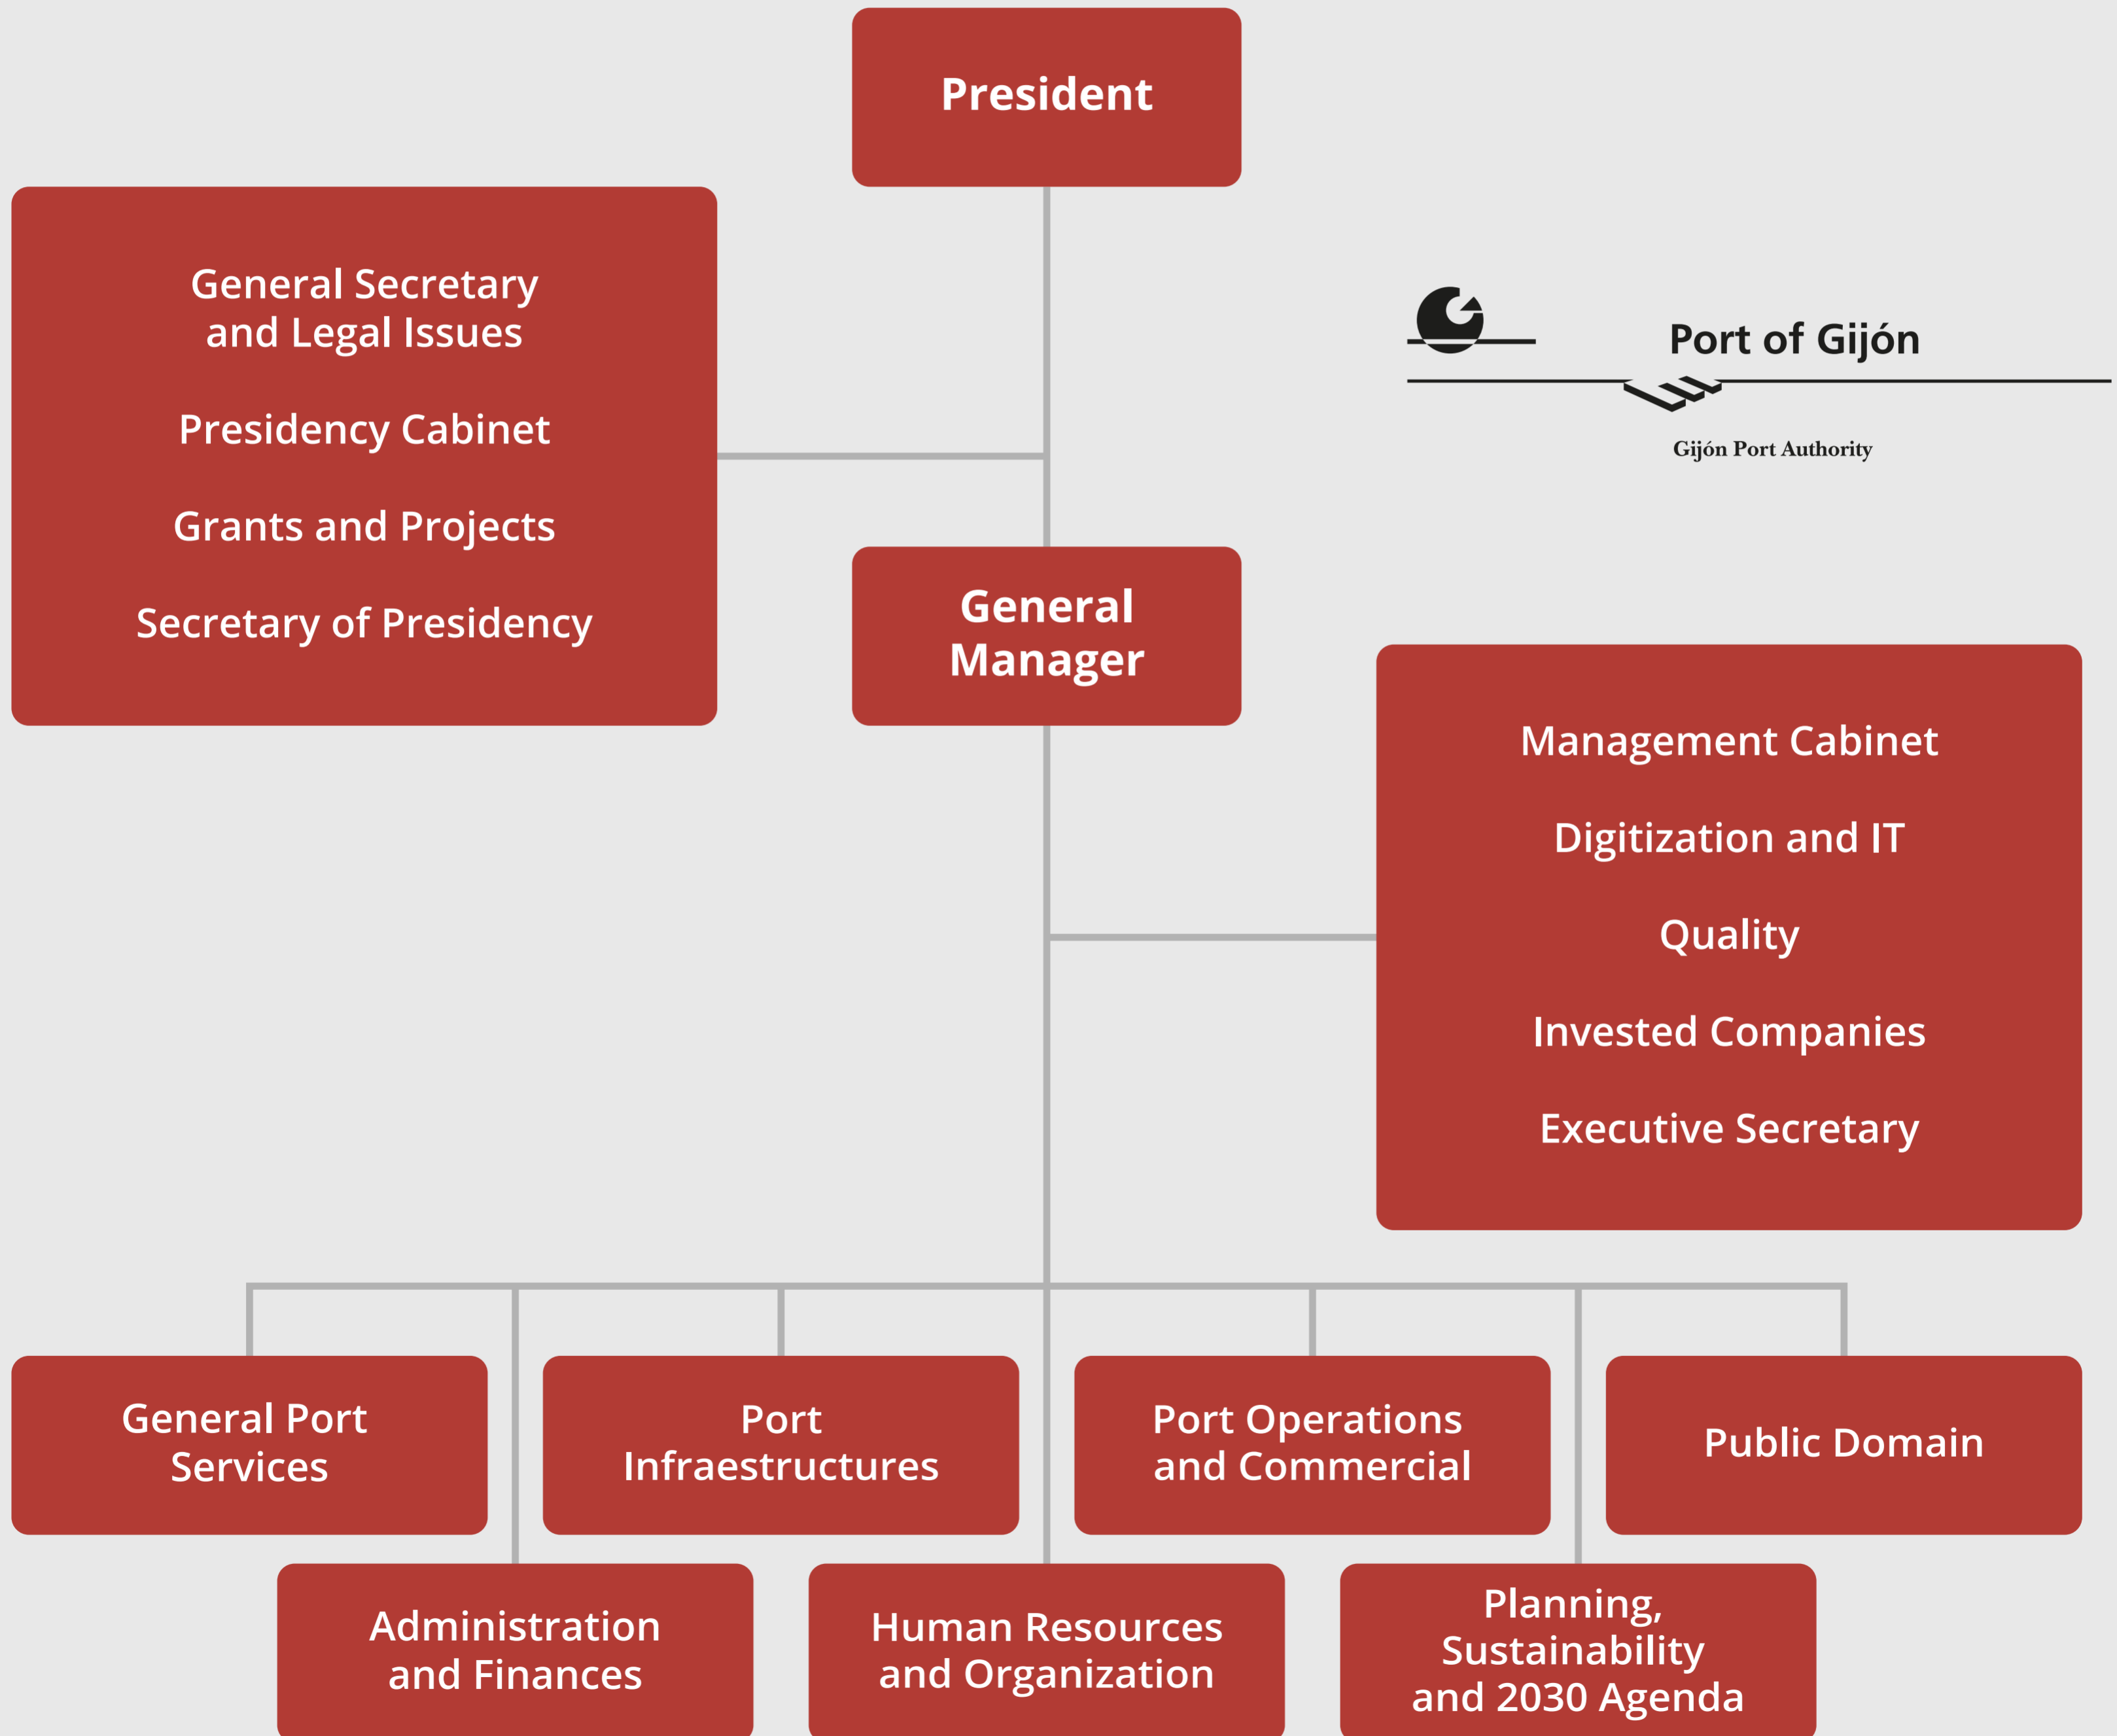 President
General Secretary
and Legal Issues
Presidency Cabinet
Grants and Projects
Secretary of Presidency
Port of Gijón
Gijón Port Authority
General
Manager
Management Cabinet
Digitization and IT
Quality
Invested Companies
Executive Secretary
General Port
Services
Port
Infraestructures
Port Operations
and Commercial
Public Domain
Administration
and Finances
Human Resources
and Organization
Planning,
Sustainability
and 2030 Agenda